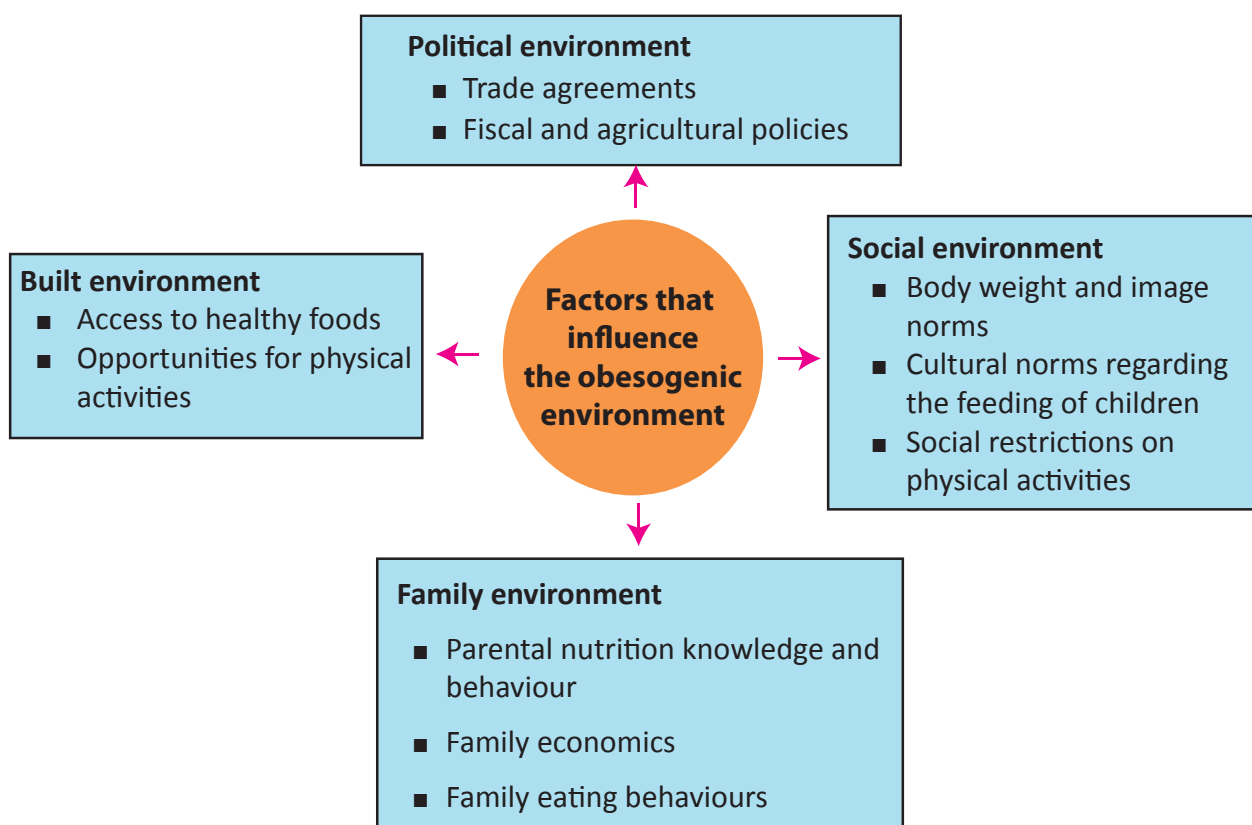 Political environment
■ Trade agreements
■ Fiscal and agricultural policies
Built environment
■ Access to healthy foods
■ Opportunities for physical
activities
Factors that
influence
the obesogenic
environment
Social environment
■ Body weight and image
norms
■ Cultural norms regarding
the feeding of children
■ Social restrictions on
physical activities
Family environment
■ Parental nutrition knowledge and
behaviour
■ Family economics
■ Family eating behaviours